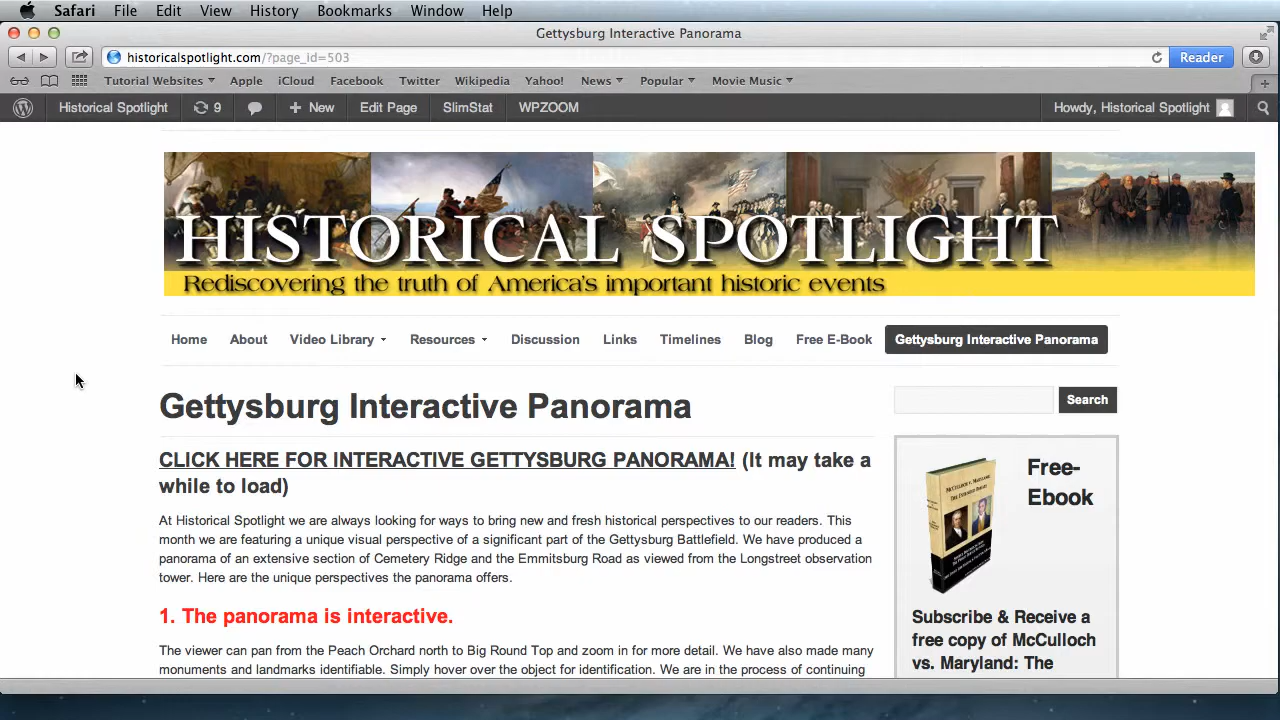 Safari File Edit View History Bookmarks Window Help
Gettysburg Interactive Panorama
historicalspotlight.com/?page_id=503
Reader
Tutorial Websites Apple iCloud Facebook Twitter Wikipedia Yahoo! News Popular Movie Music
Historical Spotlight 9 New Edit Page SlimStat WPZOOM Howdy, Historical Spotlight
HISTORICAL SPOTLIGHT
Rediscovering the truth of America's important historic events
Home About Video Library Resources Discussion Links Timelines Blog Free E-Book Gettysburg Interactive Panorama
Gettysburg Interactive Panorama
Search
CLICK HERE FOR INTERACTIVE GETTYSBURG PANORAMA! (It may take a
while to load)
At Historical Spotlight we are always looking for ways to bring new and fresh historical perspectives to our readers. This
month we are featuring a unique visual perspective of a significant part of the Gettysburg Battlefield. We have produced a
panorama of an extensive section of Cemetery Ridge and the Emmitsburg Road as viewed from the Longstreet observation
tower. Here are the unique perspectives the panorama offers.
1. The panorama is interactive.
The viewer can pan from the Peach Orchard north to Big Round Top and zoom in for more detail. We have also made many
monuments and landmarks identifiable. Simply hover over the object for identification. We are in the process of continuing
Free-
Ebook
McCulloch v. Maryland
Subscribe & Receive a
free copy of McCulloch
vs. Maryland: The